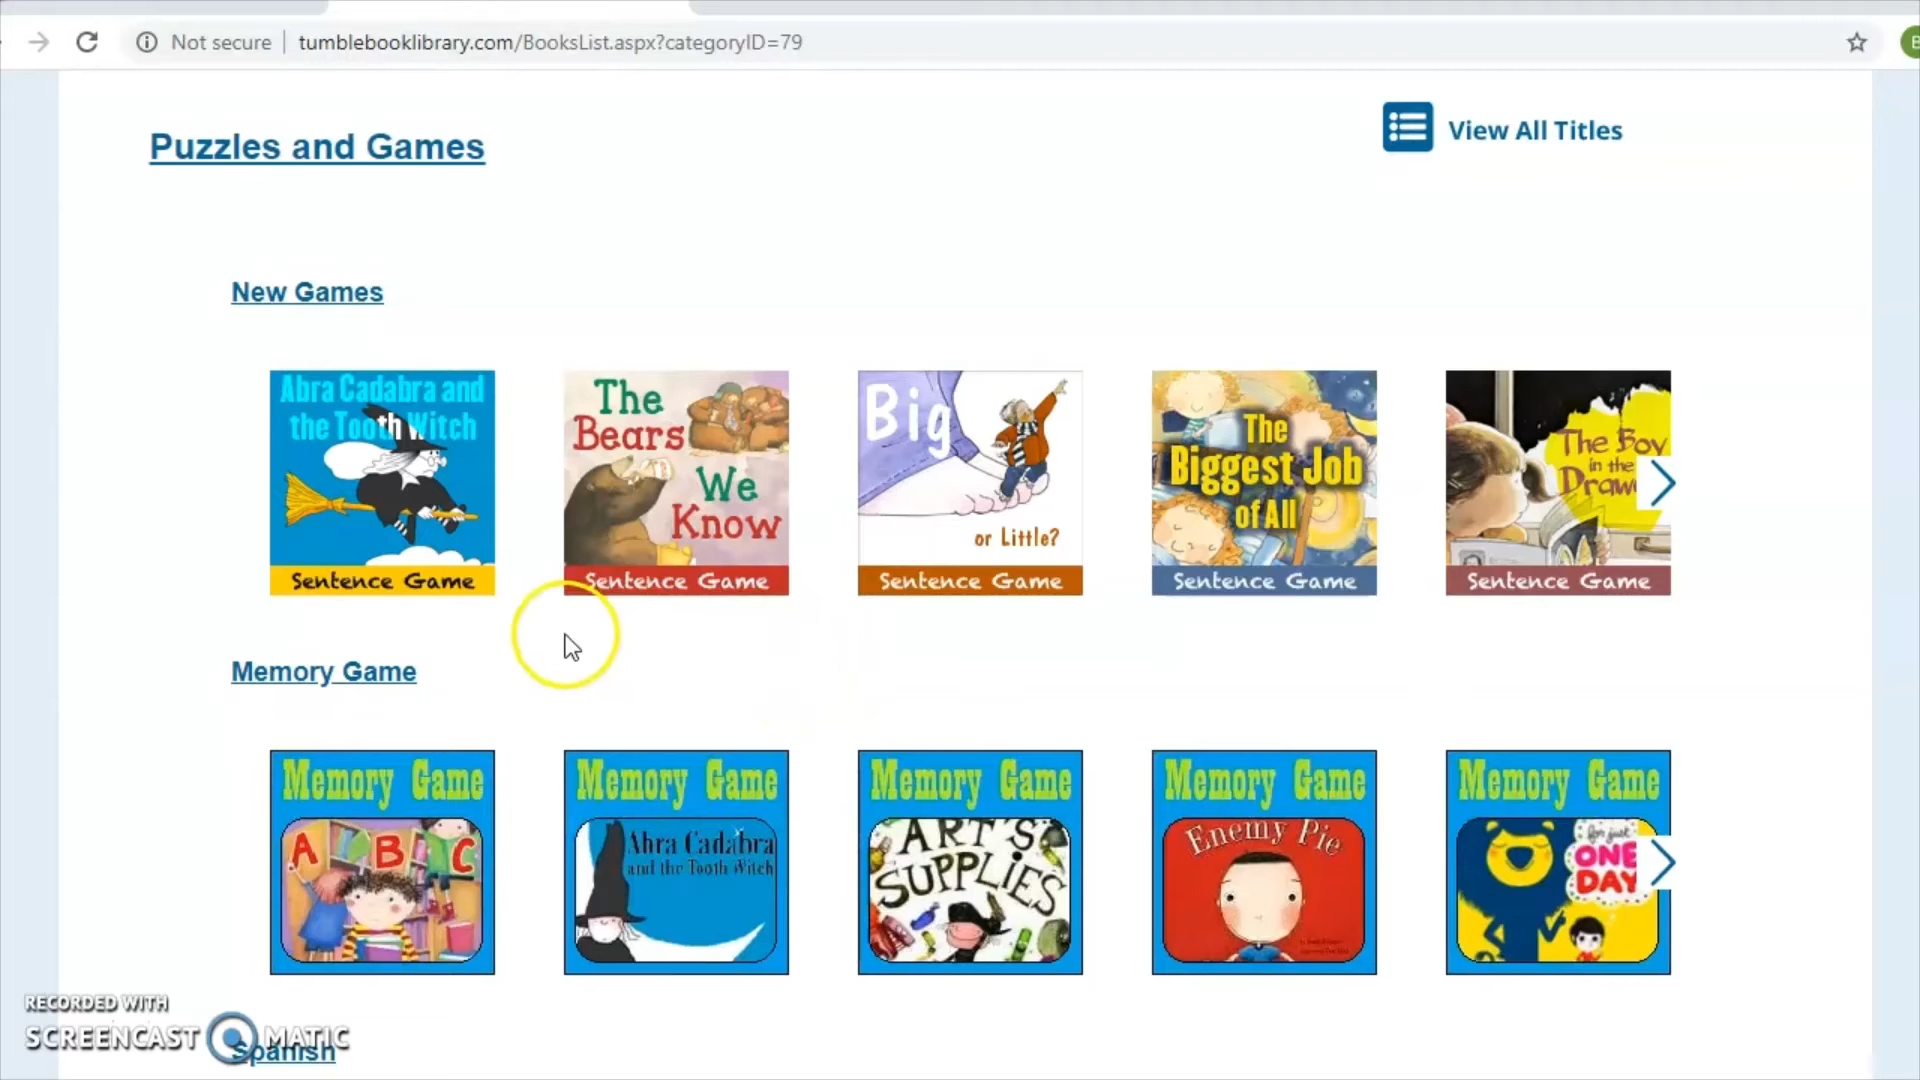 Not secure | tumblebooklibrary.com/BooksList.aspx?categoryID=79
B
Puzzles and Games
View All Titles
New Games
Abra Cadabra and
the Tooth Witch
Sentence Game
The
Bears
We
Know
Sentence Game
Big
or Little?
Sentence Game
The
Biggest Job
of All
Sentence Game
The Boy
in the
Sentence Game
Memory Game
Memory Game
A B C
Memory Game
Abra Cadabra
and the Tooth Witch
Memory Game
ART'S
SUPPLIES
Memory Game
Enemy Pie
Memory Game
for just
ONE
DAY
RECORDED WITH
SCREENCAST MATIC
Spanish